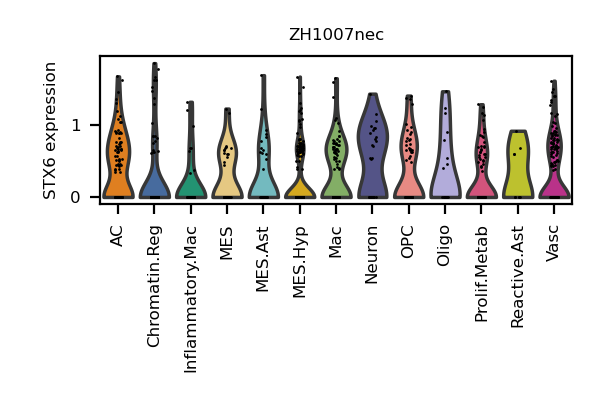 ZH1007nec
STX6 expression
1
0
AC
Chromatin.Reg
Inflammatory.Mac
MES
MES.Ast
MES.Hyp
Mac
Neuron
OPC
Oligo
Prolif.Metab
Reactive.Ast
Vasc